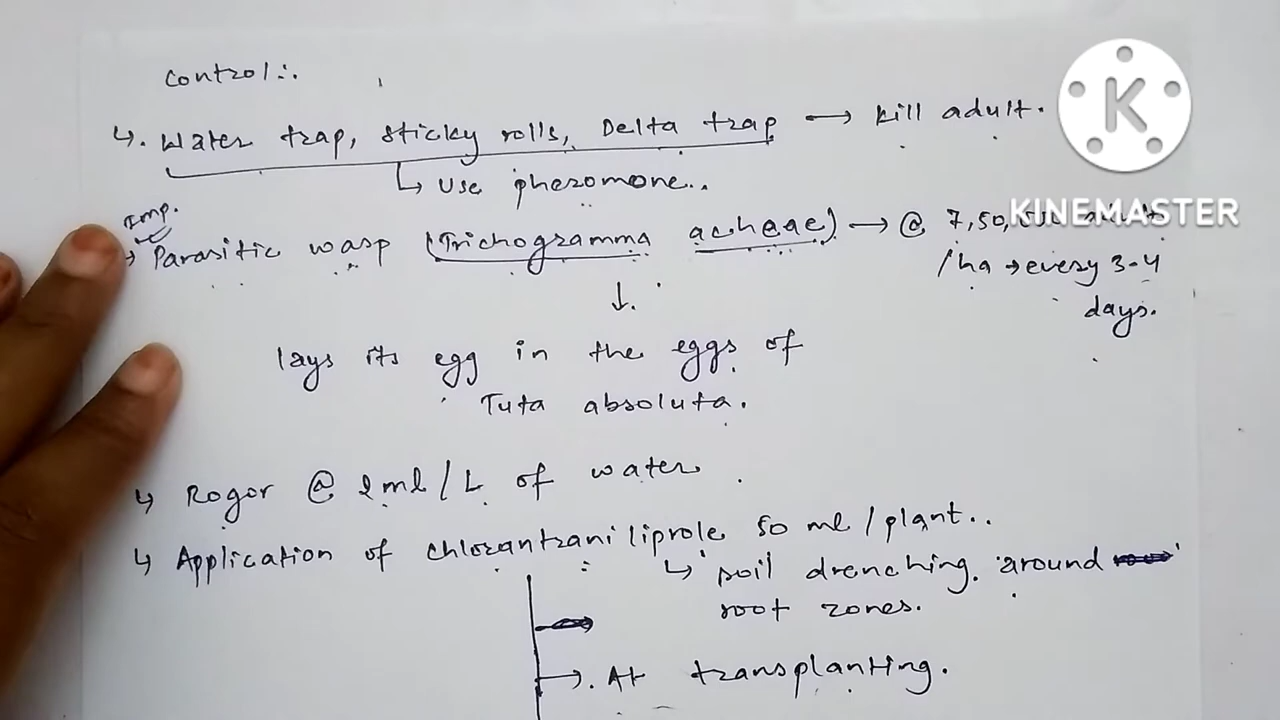 Control:.
↳. Water trap, sticky rolls, Delta trap → kill adult.
↳ Use pheromone..
Imp.
↳ Parasitic wasp (Trichogramma acheae) → @ 7,50,
/ha → every 3-4
days.
↓.
lays its egg in the eggs of
Tuta absoluta.
↳ Rogor @ 2ml/L of water.
↳ Application of chlorantraniliprole 50 ml/plant..
↳ soil drenching. around
root zones.
→. At transplanting.
K
KINEMASTER